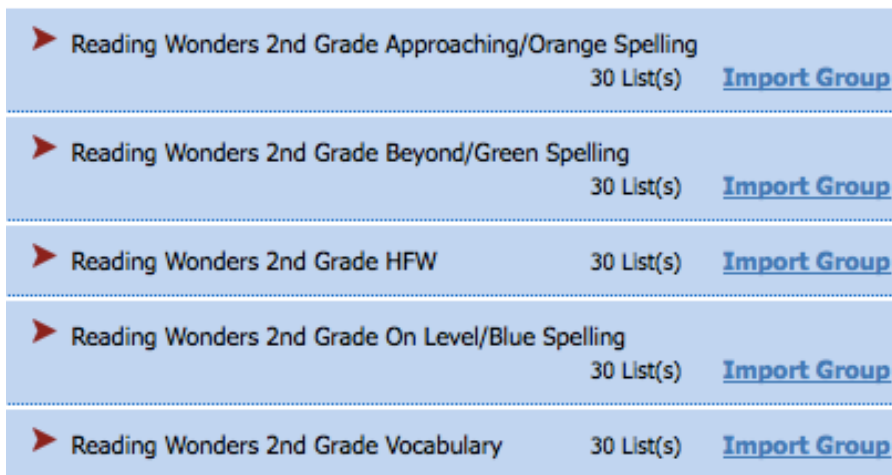 Reading Wonders 2nd Grade Approaching/Orange Spelling
30 List(s) Import Group
Reading Wonders 2nd Grade Beyond/Green Spelling
30 List(s) Import Group
Reading Wonders 2nd Grade HFW 30 List(s) Import Group
Reading Wonders 2nd Grade On Level/Blue Spelling
30 List(s) Import Group
Reading Wonders 2nd Grade Vocabulary 30 List(s) Import Group